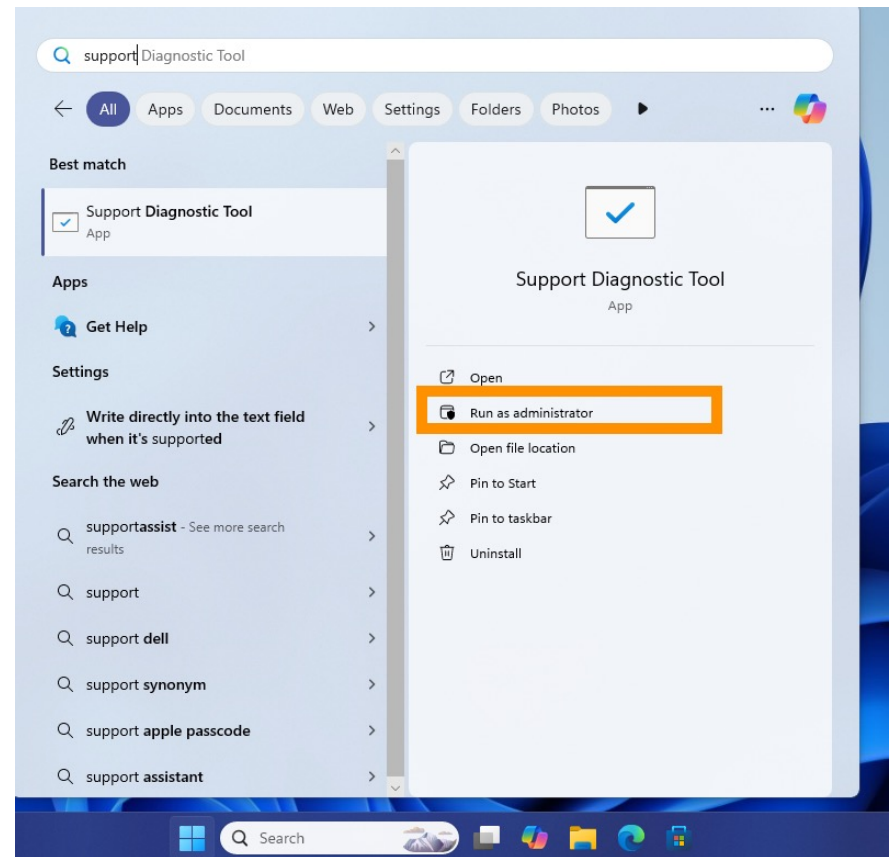 support Diagnostic Tool
All Apps Documents Web Settings Folders Photos ...
Best match
Support Diagnostic Tool
App
Apps
Get Help
Settings
Write directly into the text field
when it's supported
Search the web
supportassist - See more search
results
support
support dell
support synonym
support apple passcode
support assistant
Support Diagnostic Tool
App
Open
Run as administrator
Open file location
Pin to Start
Pin to taskbar
Uninstall
Search